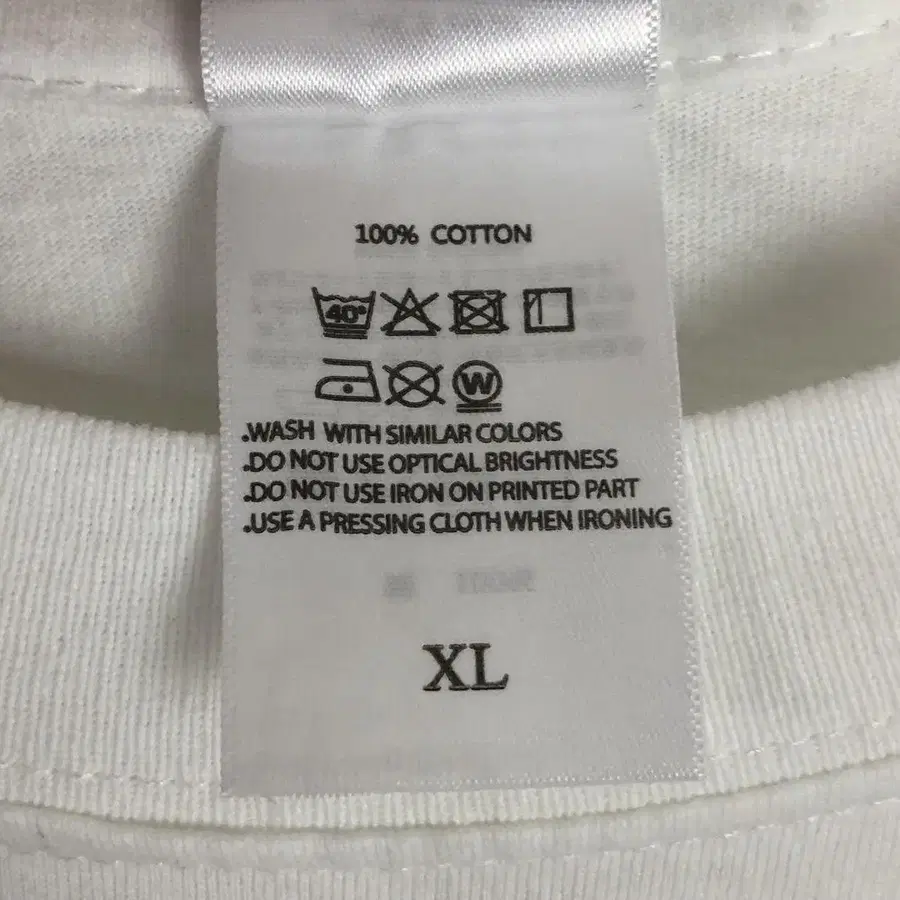 100% COTTON
40°
W
.WASH WITH SIMILAR COLORS
.DO NOT USE OPTICAL BRIGHTNESS
.DO NOT USE IRON ON PRINTED PART
.USE A PRESSING CLOTH WHEN IRONING
XL